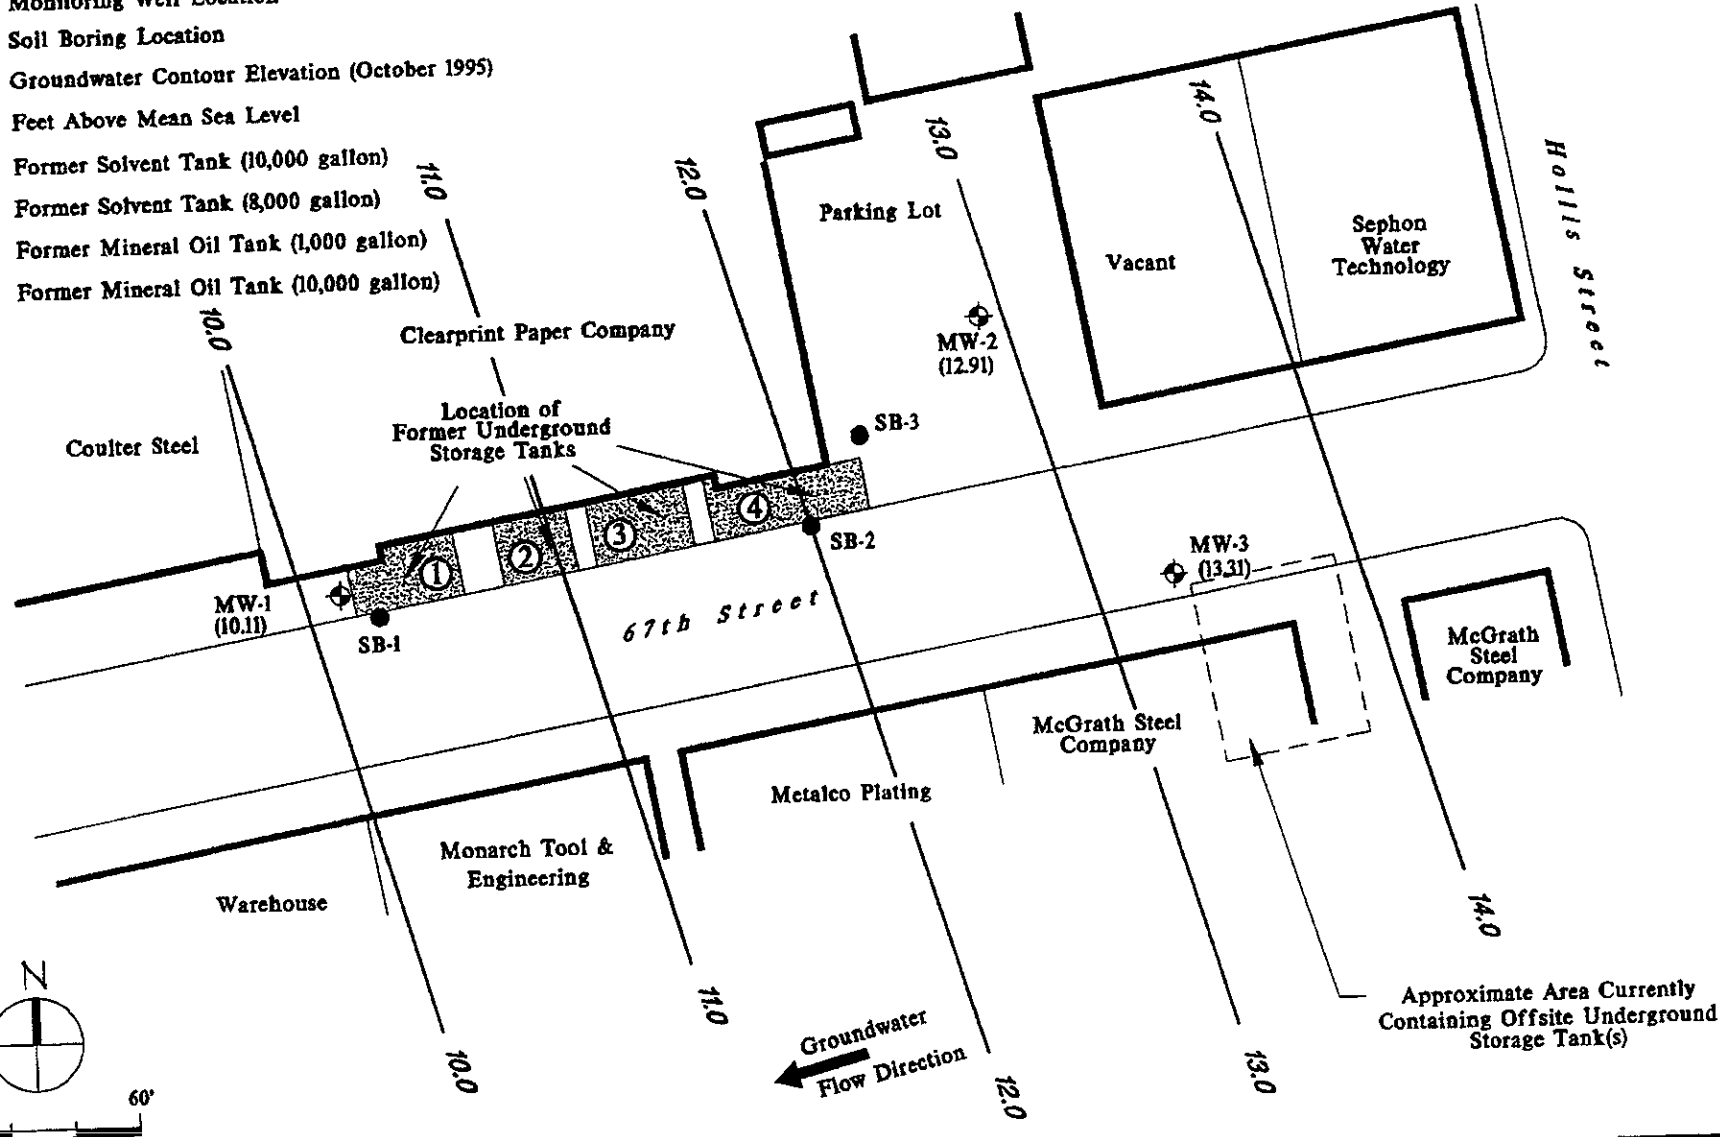 Monitoring Well Location
Soil Boring Location
Groundwater Contour Elevation (October 1995)
Feet Above Mean Sea Level
Former Solvent Tank (10,000 gallon)
Former Solvent Tank (8,000 gallon)
Former Mineral Oil Tank (1,000 gallon)
Former Mineral Oil Tank (10,000 gallon)
10.0
11.0
12.0
13.0
14.0
Parking Lot
Vacant
Sephon
Water
Technology
Hollis Street
Clearprint Paper Company
MW-2
(12.91)
Coulter Steel
Location of
Former Underground
Storage Tanks
SB-3
1
2
3
4
SB-2
MW-3
(13.31)
MW-1
(10.11)
SB-1
67th Street
McGrath
Steel
Company
McGrath Steel
Company
Metalco Plating
Monarch Tool &
Engineering
Warehouse
N
60'
10.0
11.0
Groundwater
Flow Direction
12.0
13.0
14.0
Approximate Area Currently
Containing Offsite Underground
Storage Tank(s)